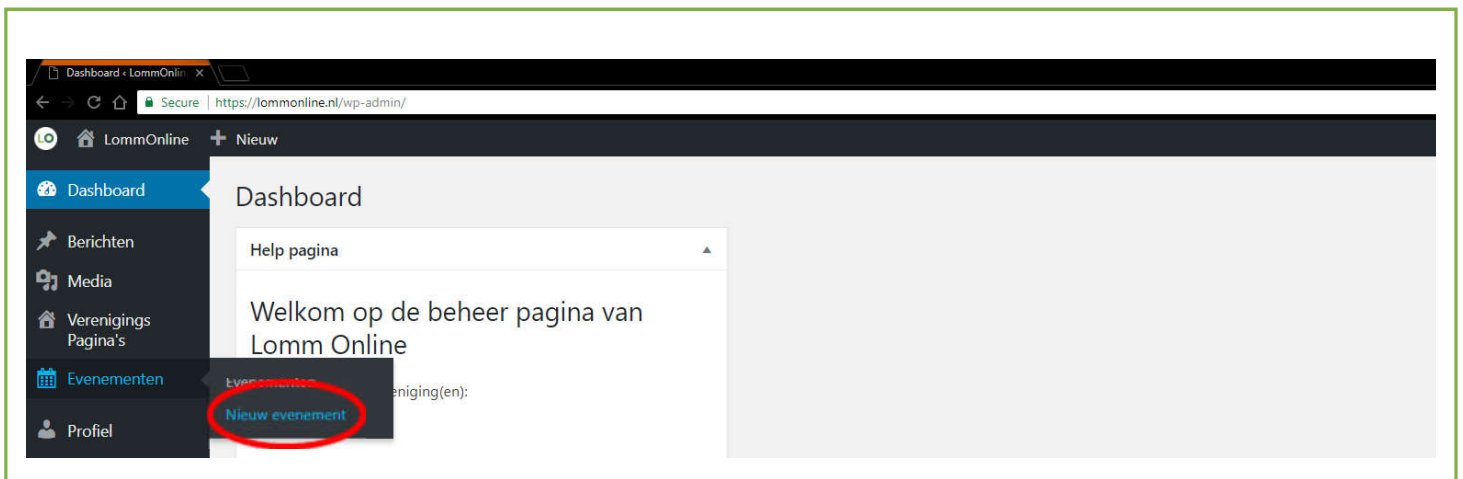 Dashboard ‹ LommOnlin
Secure | https://lommonline.nl/wp-admin/
LO LommOnline + Nieuw
Dashboard
Dashboard
Berichten
Help pagina
Media
Welkom op de beheer pagina van
Lomm Online
Verenigings
Pagina's
Evenementen
Evenementen
eniging(en):
Nieuw evenement
Profiel